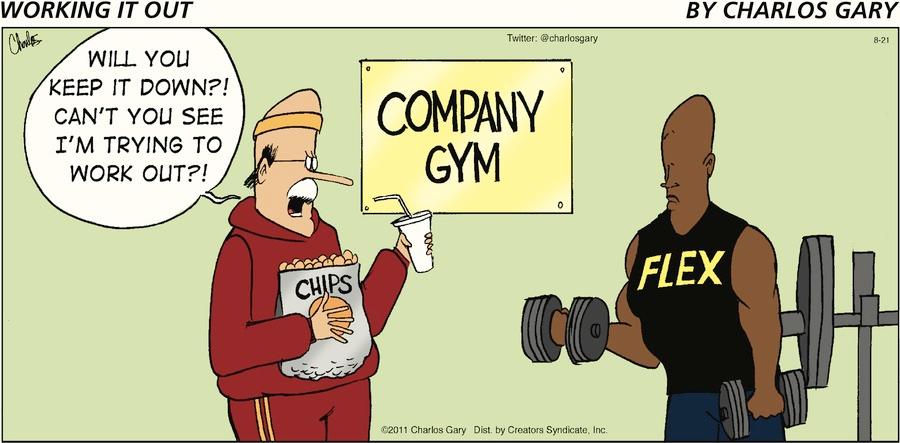 WORKING IT OUT
BY CHARLOS GARY
Charlos
Twitter: @charlosgary
8-21
WILL YOU
KEEP IT DOWN?!
CAN'T YOU SEE
I'M TRYING TO
WORK OUT?!
COMPANY
GYM
CHIPS
FLEX
©2011 Charlos Gary Dist. by Creators Syndicate, Inc.